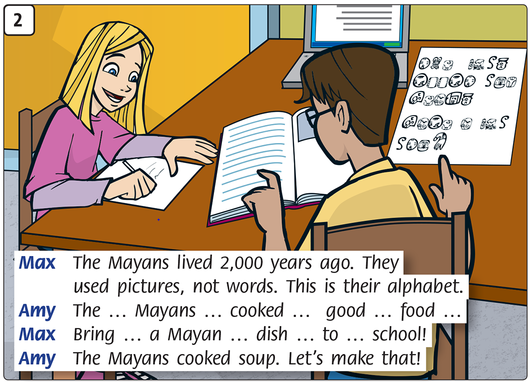 2
Max The Mayans lived 2,000 years ago. They
used pictures, not words. This is their alphabet.
Amy The ... Mayans ... cooked ... good ... food ...
Max Bring ... a Mayan ... dish ... to ... school!
Amy The Mayans cooked soup. Let's make that!